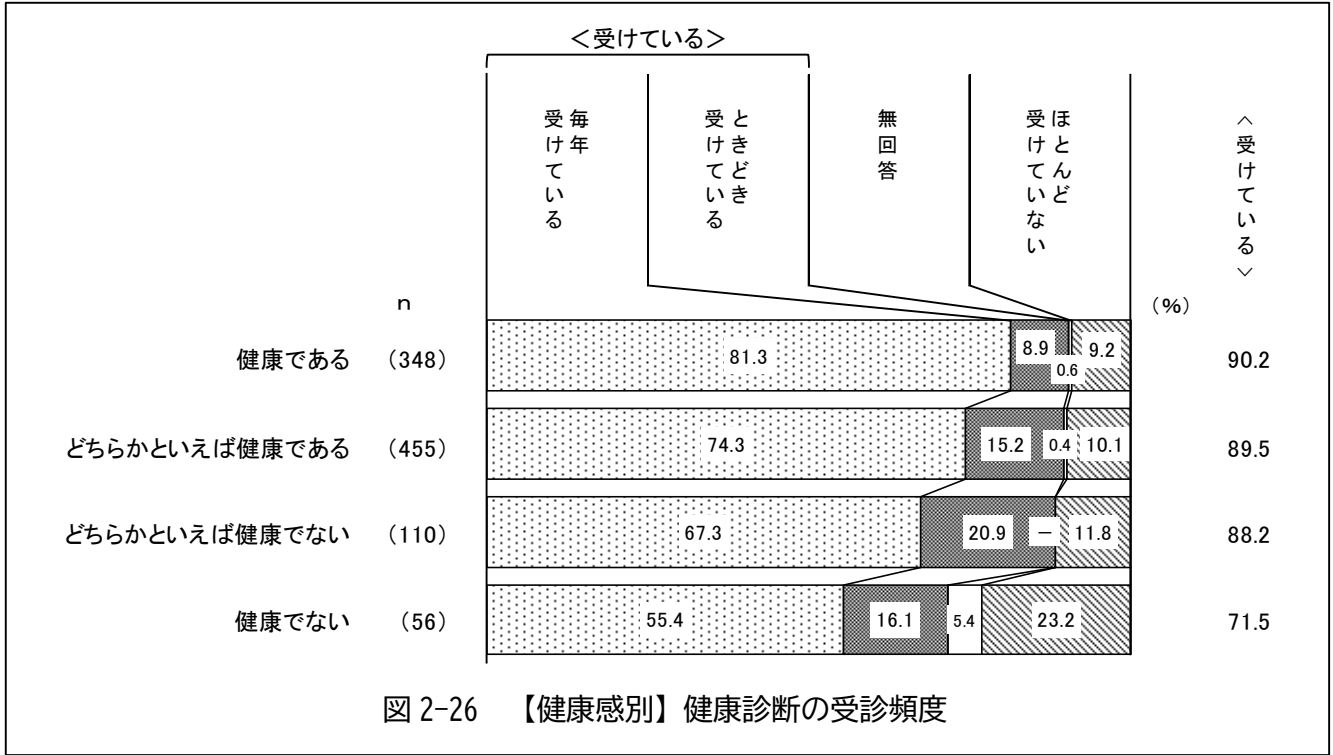 ＜受けている＞
毎年
受けている
ときどき
受けている
無回答
ほとんど
受けていない
＜受けている＞
ｎ
（%）
健康である （348） 81.3 8.9 0.6 9.2 90.2
どちらかといえば健康である （455） 74.3 15.2 0.4 10.1 89.5
どちらかといえば健康でない （110） 67.3 20.9 － 11.8 88.2
健康でない （56） 55.4 16.1 5.4 23.2 71.5
図 2-26 【健康感別】健康診断の受診頻度